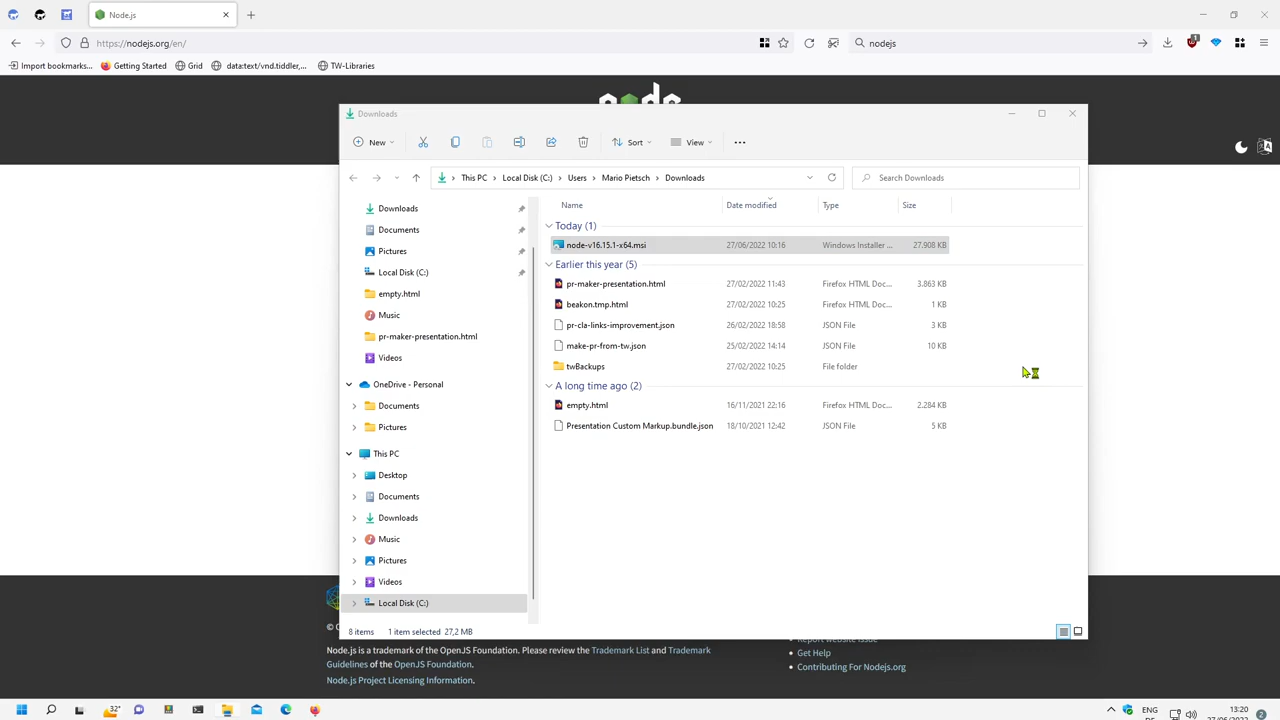 Node.js
https://nodejs.org/en/
nodejs
1
Import bookmarks...
Getting Started
Grid
data:text/vnd.tiddler,...
TW-Libraries
node
Downloads
New
Sort
View
This PC
Local Disk (C:)
Users
Mario Pietsch
Downloads
Search Downloads
Downloads
Documents
Pictures
Local Disk (C:)
empty.html
Music
pr-maker-presentation.html
Videos
OneDrive - Personal
Documents
Pictures
This PC
Desktop
Documents
Downloads
Music
Pictures
Videos
Local Disk (C:)
Name Date modified Type Size
Today (1)
node-v16.15.1-x64.msi 27/06/2022 10:16 Windows Installer ... 27.908 KB
Earlier this year (5)
pr-maker-presentation.html 27/02/2022 11:43 Firefox HTML Doc... 3.863 KB
beakon.tmp.html 27/02/2022 10:25 Firefox HTML Doc... 1 KB
pr-cla-links-improvement.json 26/02/2022 18:58 JSON File 3 KB
make-pr-from-tw.json 25/02/2022 14:14 JSON File 10 KB
twBackups 27/02/2022 10:25 File folder
A long time ago (2)
empty.html 16/11/2021 22:16 Firefox HTML Doc... 2.284 KB
Presentation Custom Markup.bundle.json 18/10/2021 12:42 JSON File 5 KB
8 items 1 item selected 27,2 MB
Report website issue
Get Help
Contributing For Nodejs.org
©
Node.js is a trademark of the OpenJS Foundation. Please review the Trademark List and Trademark
Guidelines of the OpenJS Foundation.
Node.js Project Licensing Information.
32°
ENG
13:20
27/06/2022
2